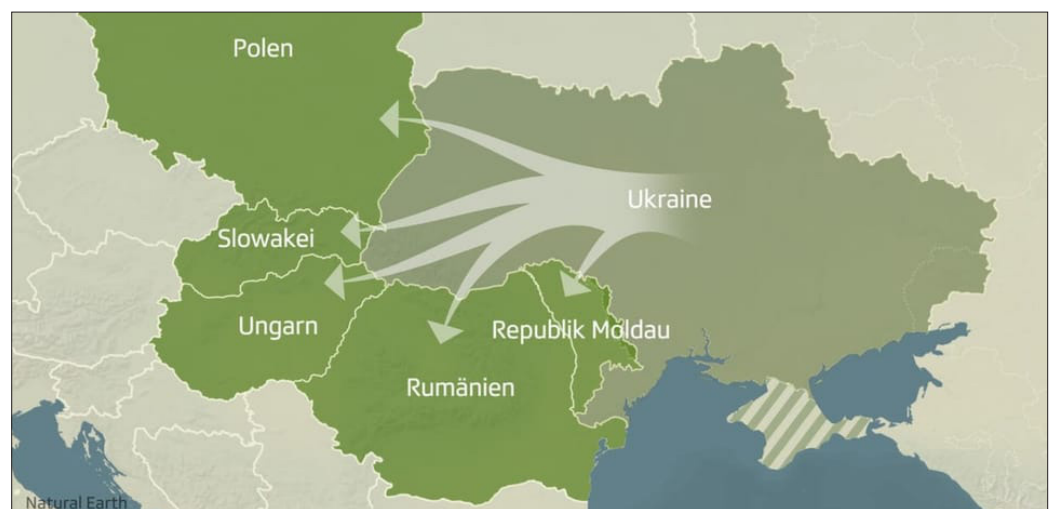 Polen
Ukraine
Slowakei
Ungarn
Republik Moldau
Rumänien
Natural Earth